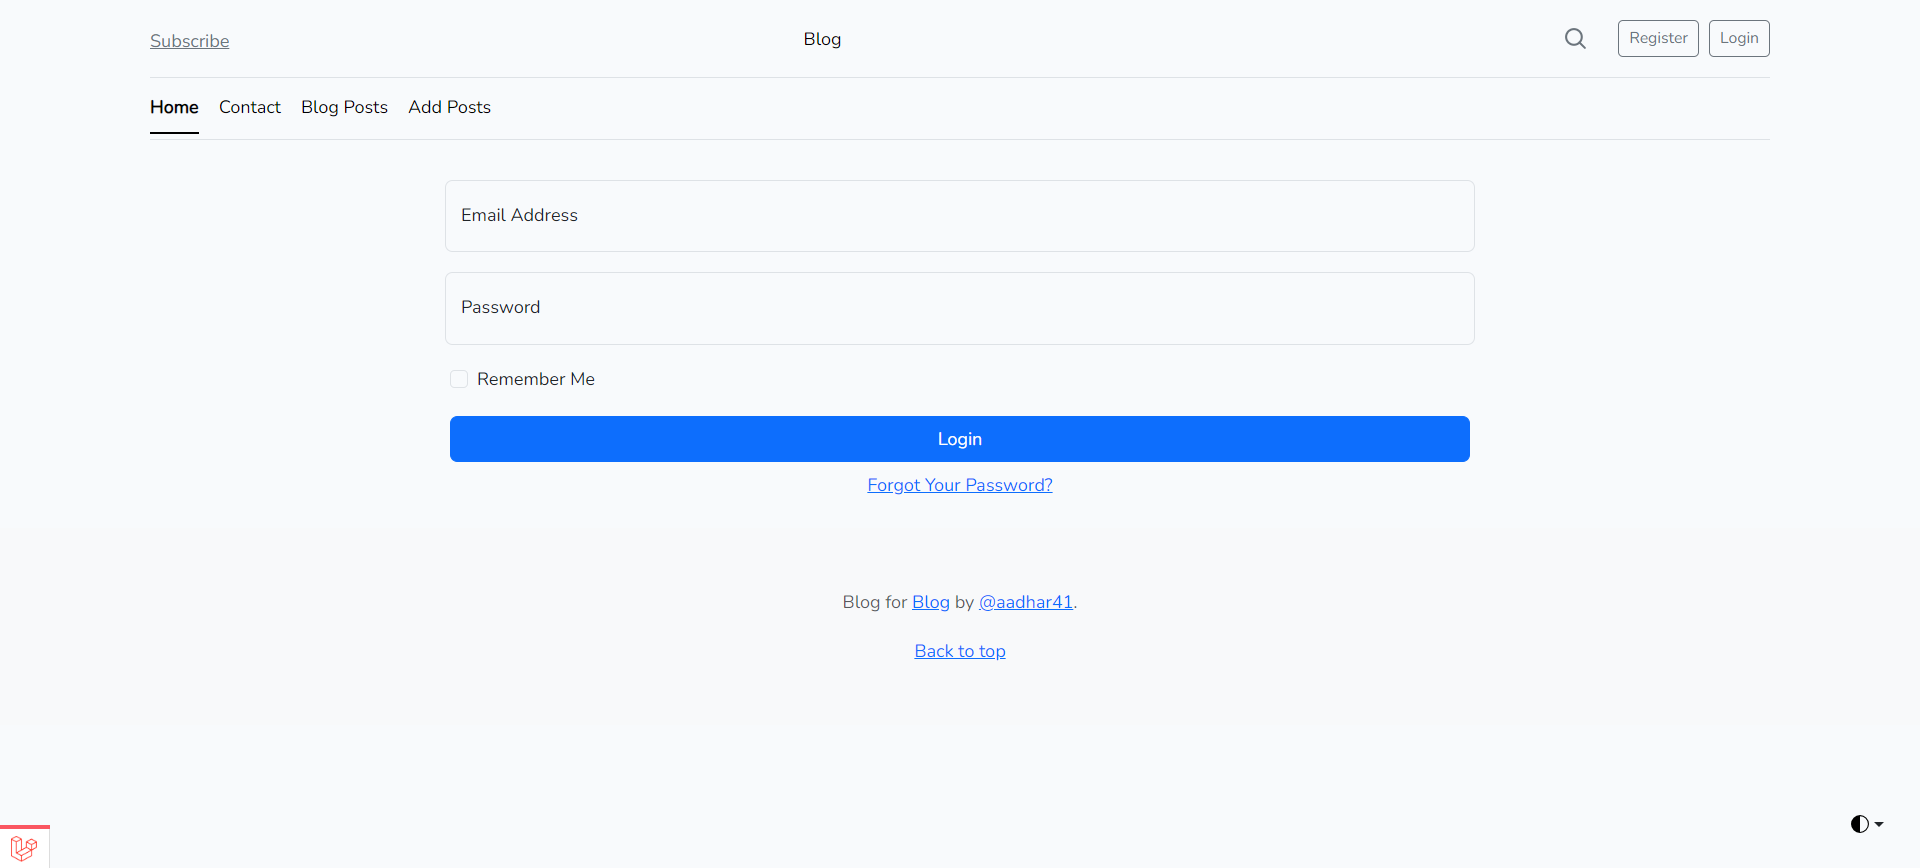 Subscribe
Blog
Register
Login
Home
Contact
Blog Posts
Add Posts
Email Address
Password
Remember Me
Login
Forgot Your Password?
Blog for Blog by @aadhar41.
Back to top